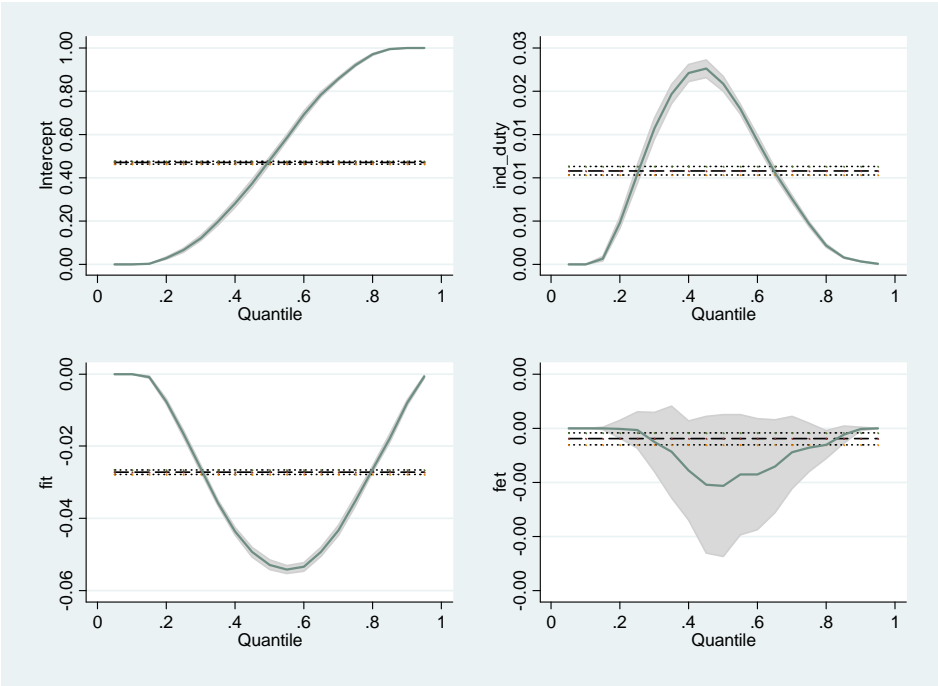 Intercept
1.00
0.80
0.60
0.40
0.20
0.00
0 .2 .4 .6 .8 1
Quantile
ind_duty
0.03
0.02
0.01
0.01
0.01
0.00
0 .2 .4 .6 .8 1
Quantile
fit
0.00
-0.02
-0.04
-0.06
0 .2 .4 .6 .8 1
Quantile
fet
0.00
0.00
-0.00
-0.00
-0.00
0 .2 .4 .6 .8 1
Quantile